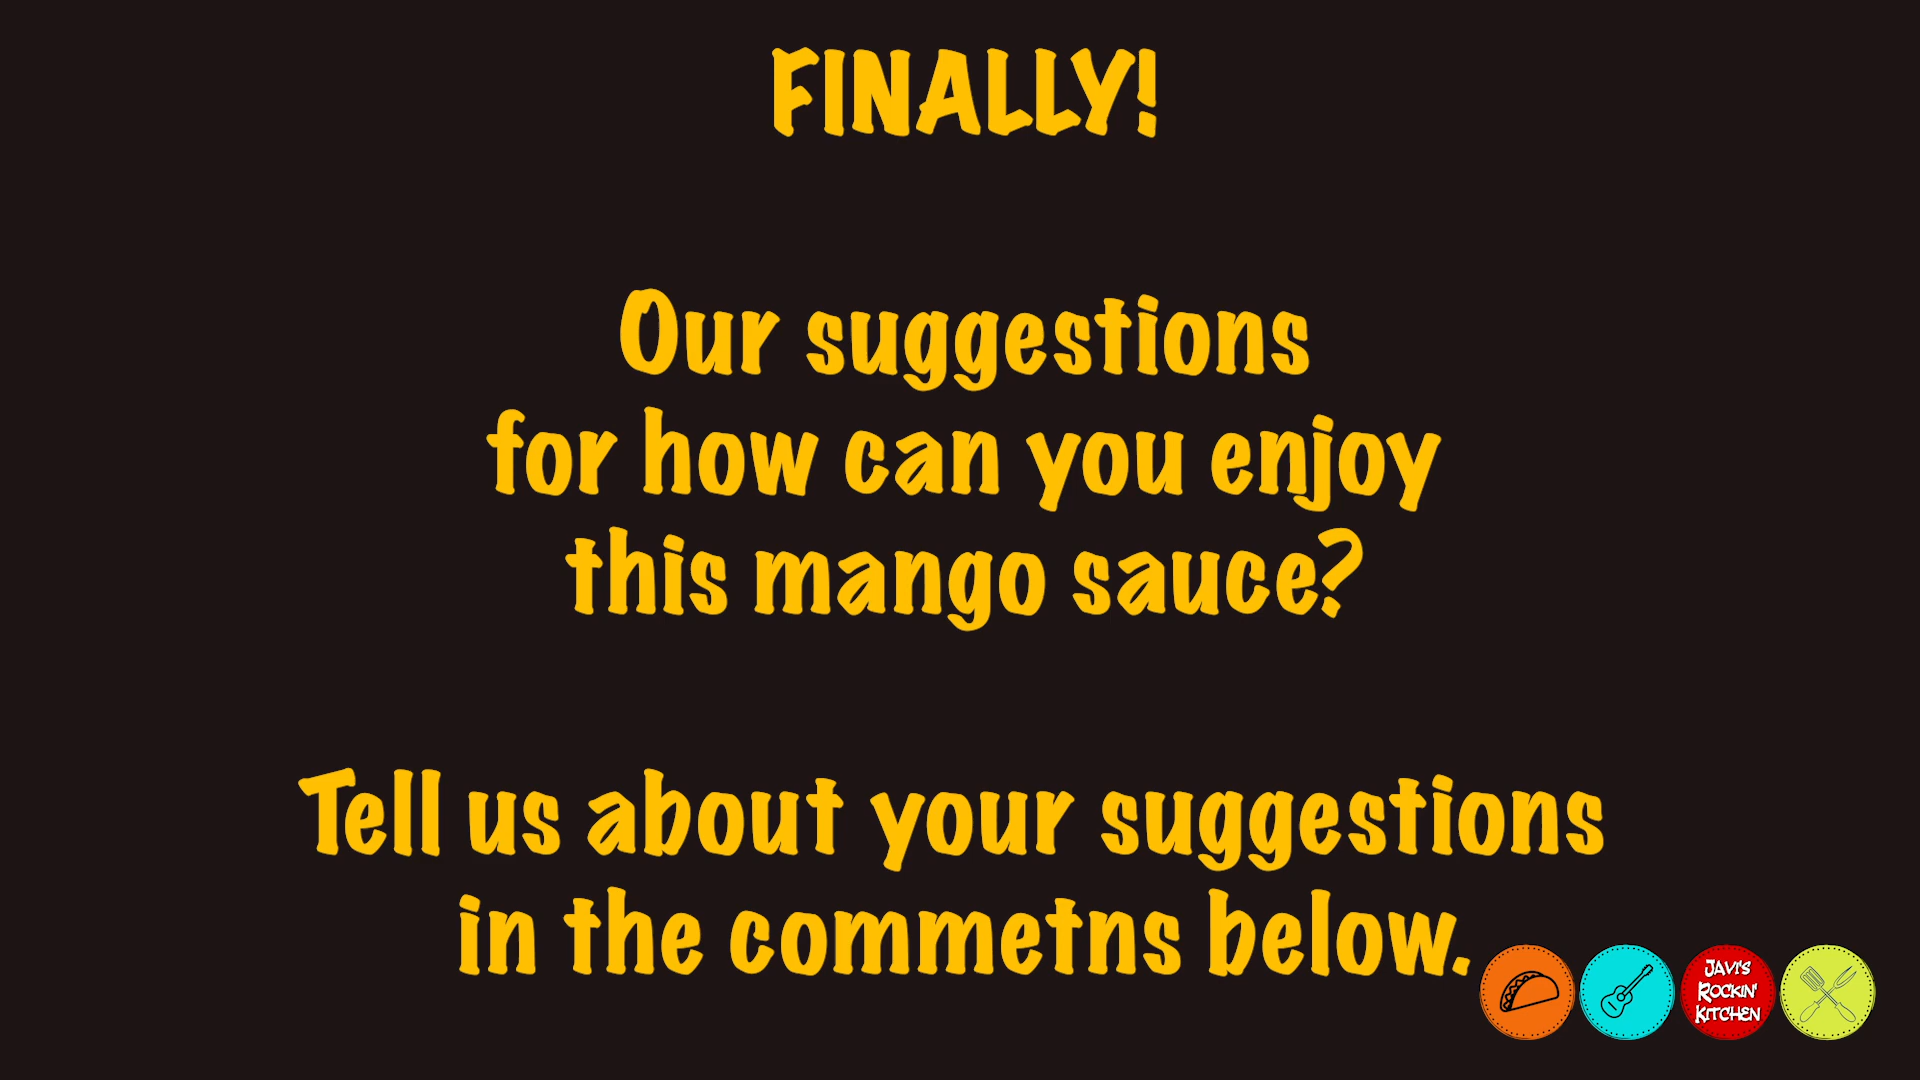 FINALLY!
Our suggestions
for how can you enjoy
this mango sauce?
Tell us about your suggestions
in the commetns below.
JAVI'S
ROCKIN'
KITCHEN